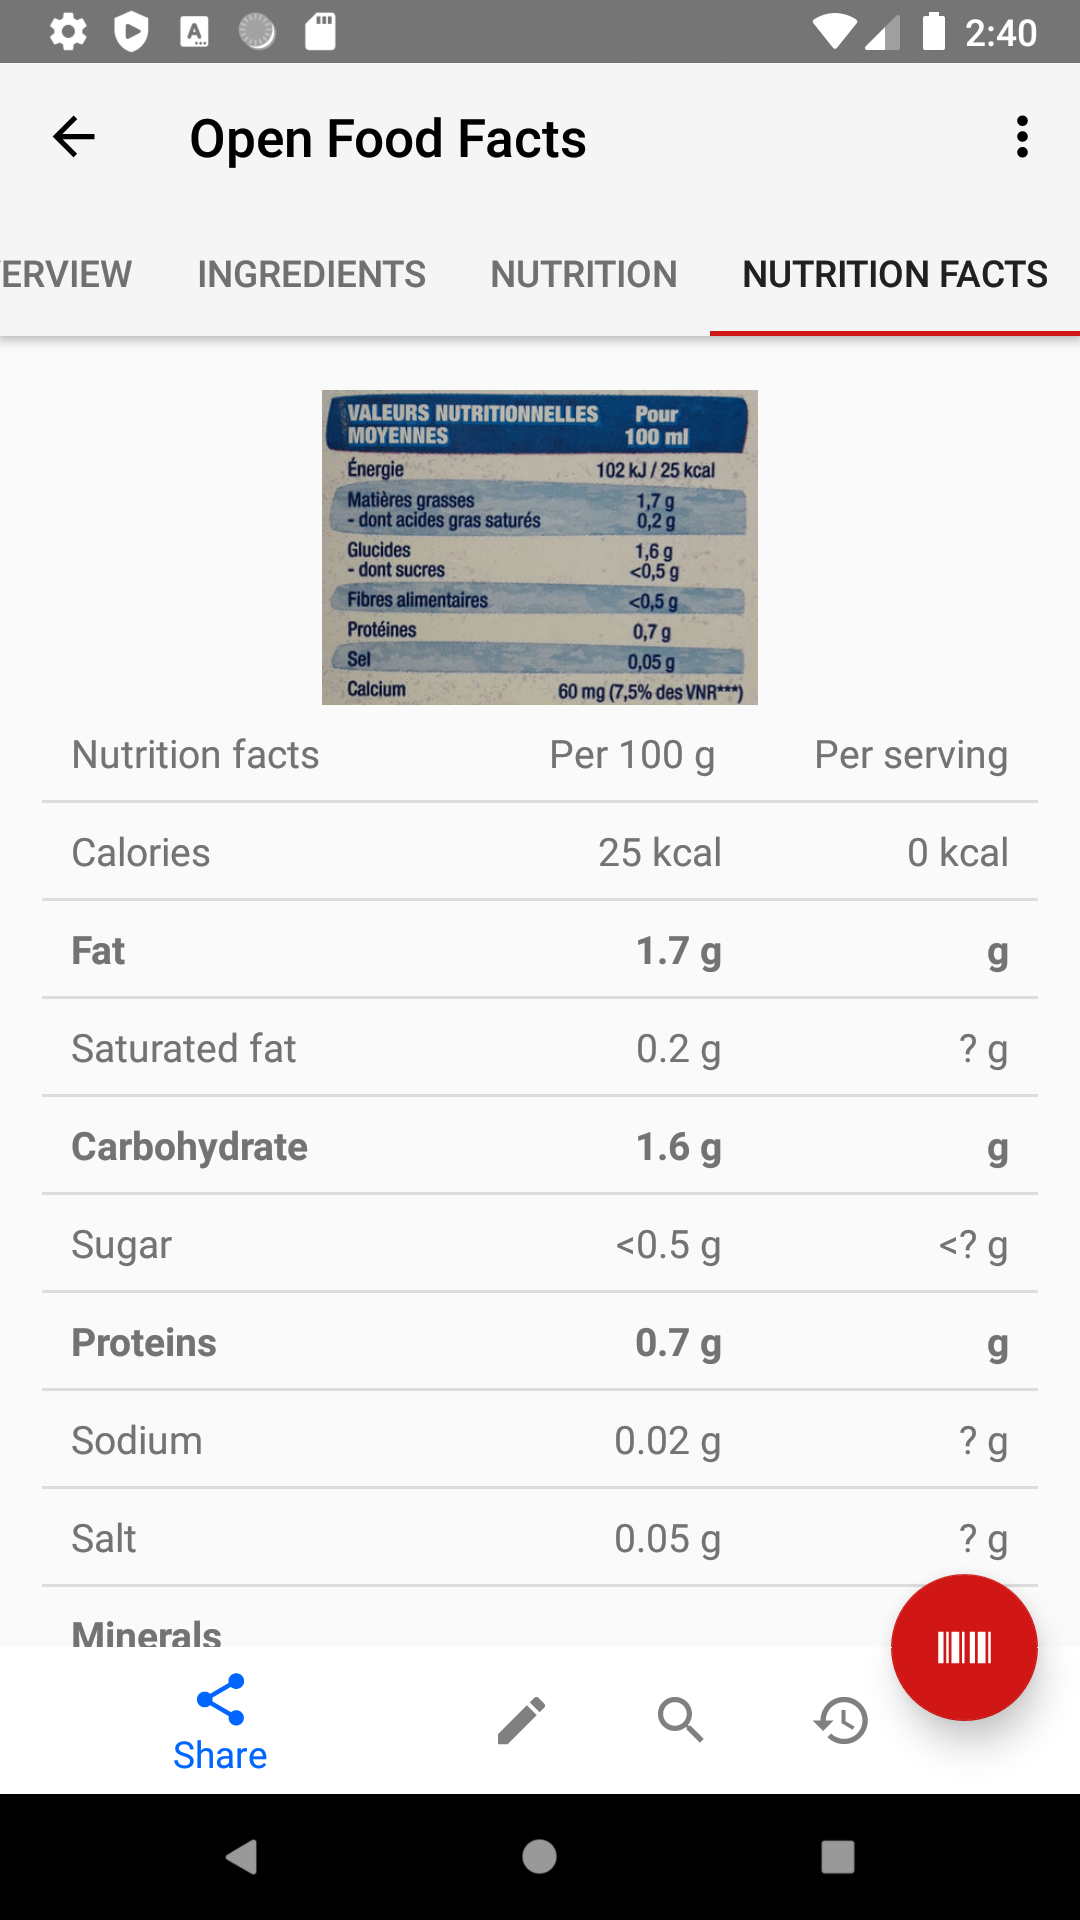 2:40
Open Food Facts
ERVIEW INGREDIENTS NUTRITION NUTRITION FACTS
VALEURS NUTRITIONNELLES MOYENNES Pour 100 ml
Énergie 102 kJ / 25 kcal
Matières grasses 1,7 g
- dont acides gras saturés 0,2 g
Glucides 1,6 g
- dont sucres <0,5 g
Fibres alimentaires <0,5 g
Protéines 0,7 g
Sel 0,05 g
Calcium 60 mg (7,5% des VNR***)
Nutrition facts Per 100 g Per serving
Calories 25 kcal 0 kcal
Fat 1.7 g g
Saturated fat 0.2 g ? g
Carbohydrate 1.6 g g
Sugar <0.5 g <? g
Proteins 0.7 g g
Sodium 0.02 g ? g
Salt 0.05 g ? g
Minerals
Share